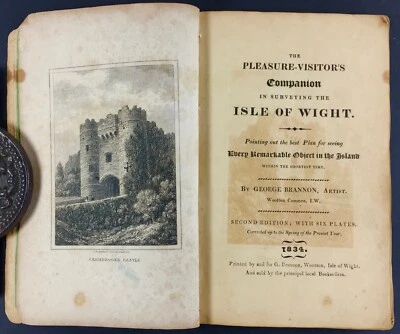 CARISBROOKE CASTLE
THE
PLEASURE-VISITOR'S
Companion
IN SURVEYING THE
ISLE OF WIGHT.
Pointing out the best Plan for seeing
Every Remarkable Object in the Island
WITHIN THE SHORTEST TIME.
By GEORGE BRANNON, ARTIST.
Wootton Common, I.W.
SECOND EDITION; WITH SIX PLATES,
Corrected up to the Spring of the Present Year.
1834.
Printed by and for G. Brannon, Wootton, Isle of Wight.
And sold by the principal local Booksellers.